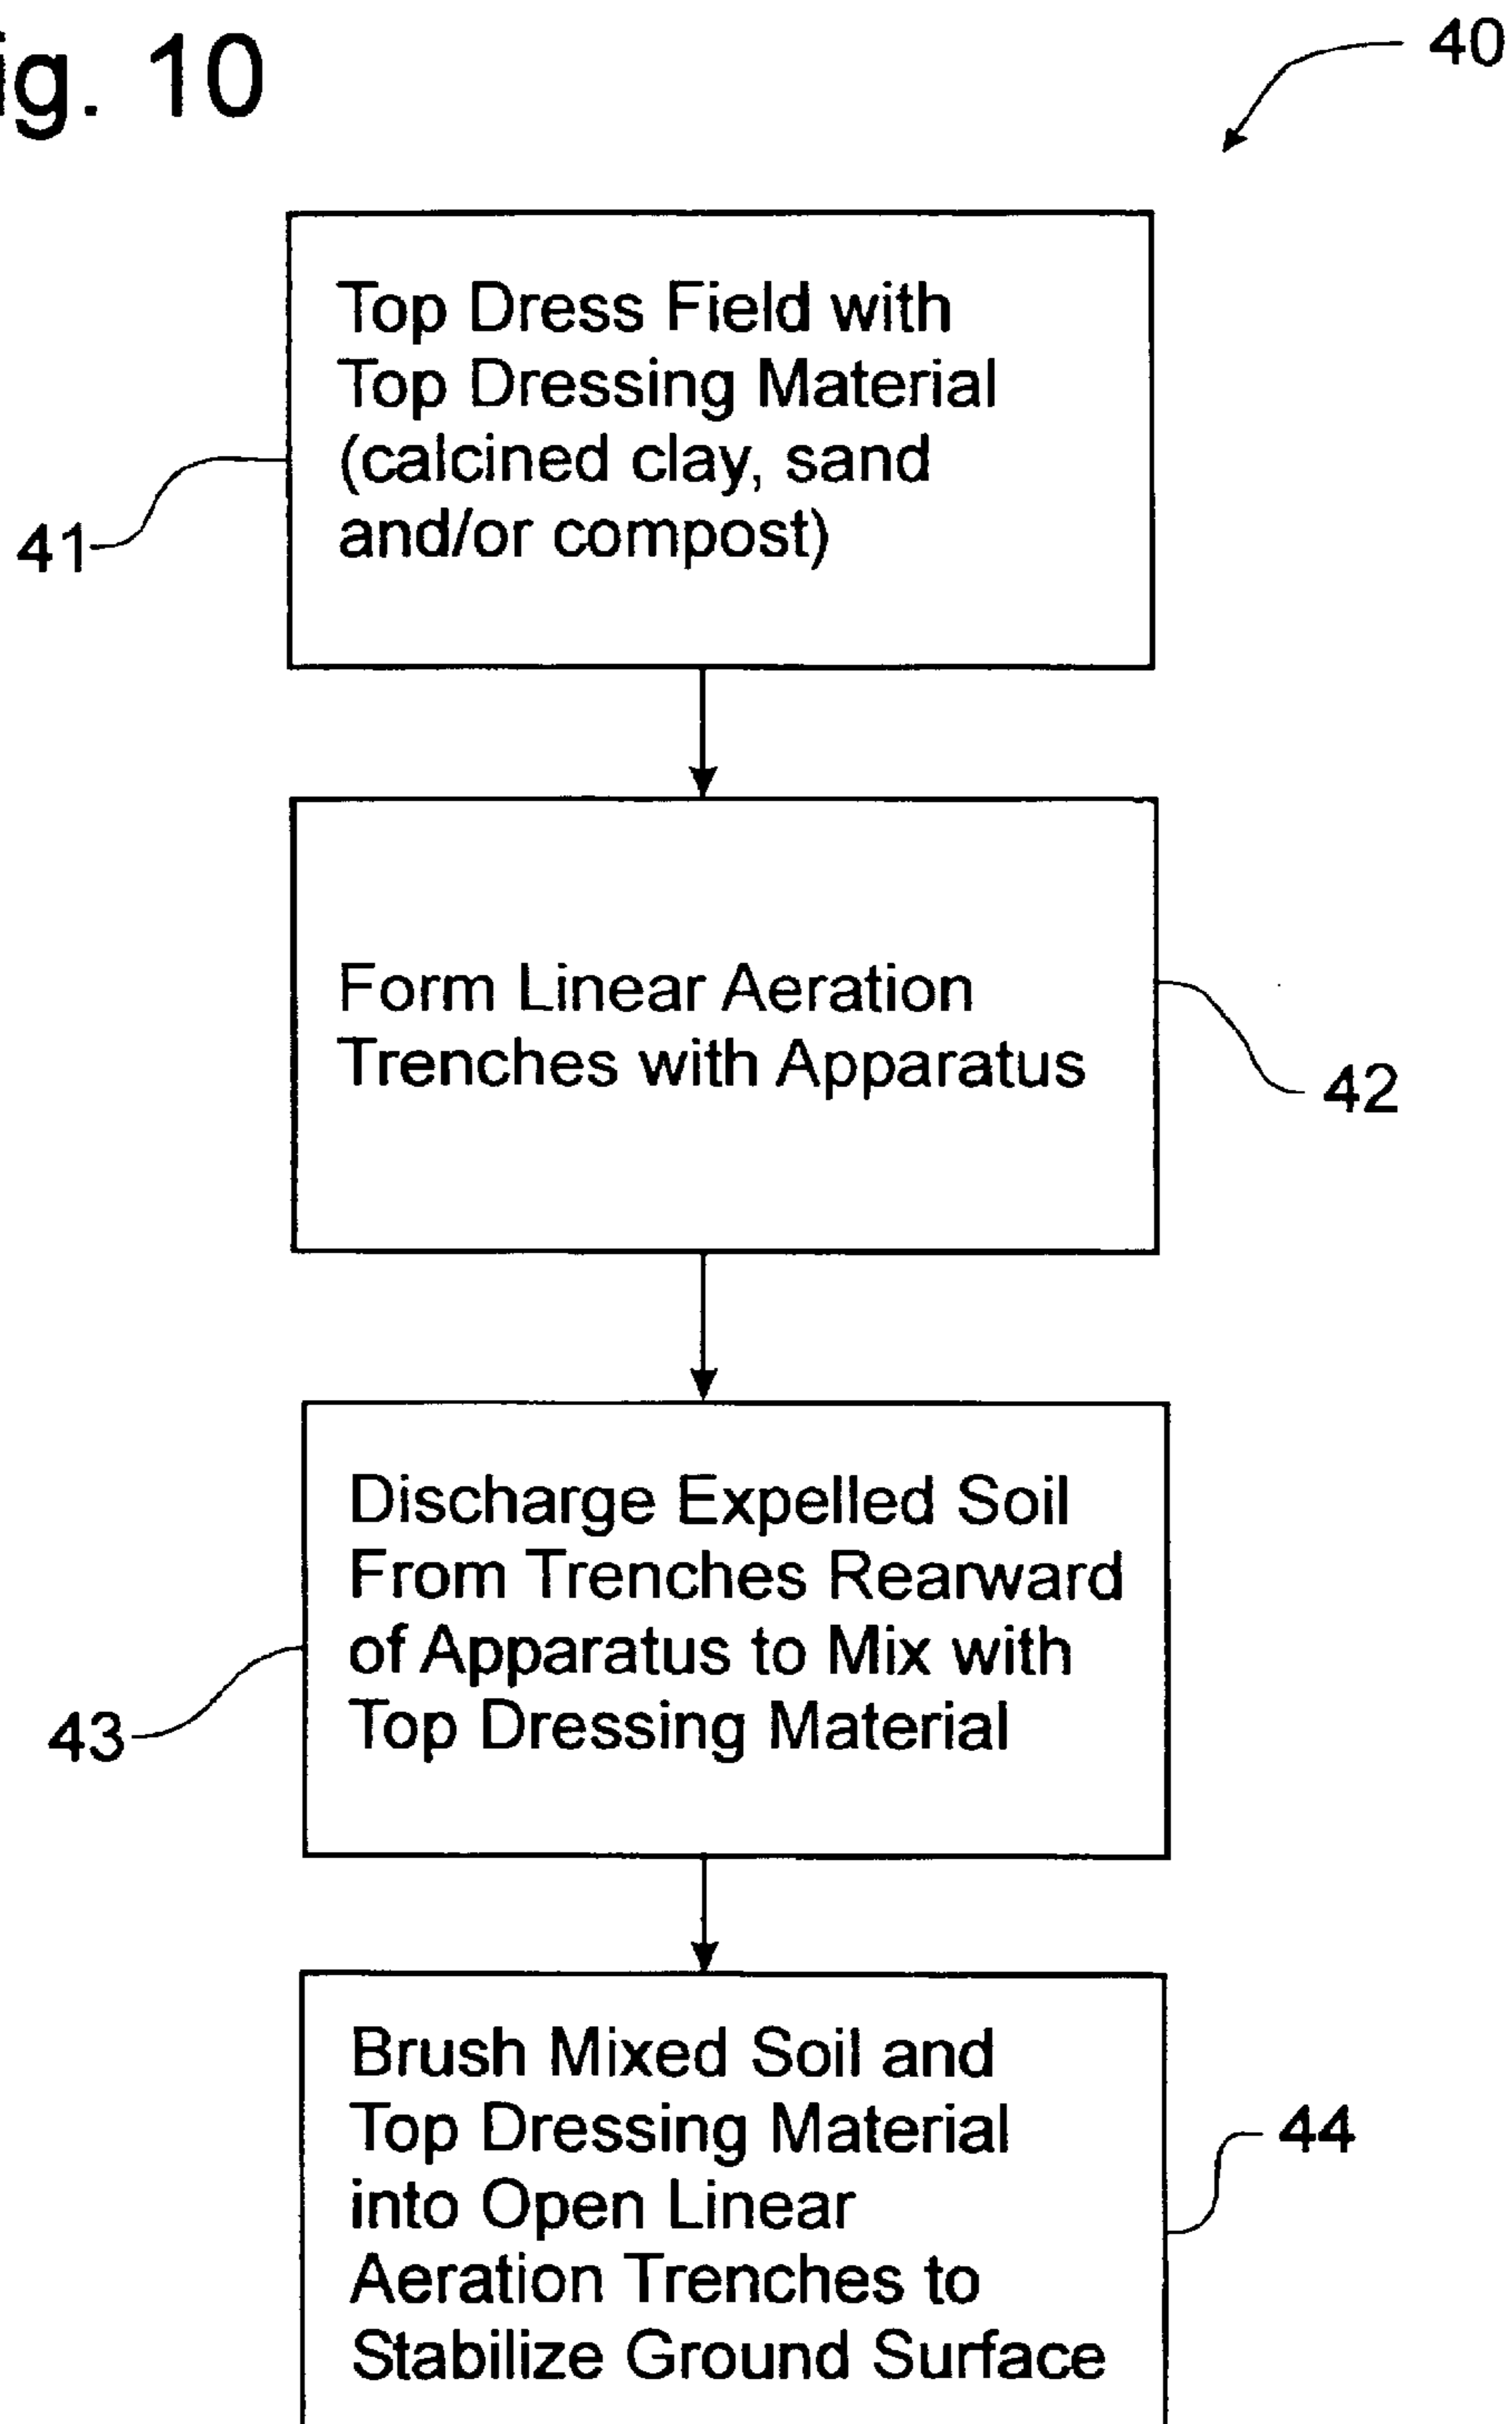 ig. 10
40
Top Dress Field with
Top Dressing Material
(calcined clay, sand
and/or compost)
41
Form Linear Aeration
Trenches with Apparatus
42
Discharge Expelled Soil
From Trenches Rearward
of Apparatus to Mix with
Top Dressing Material
43
Brush Mixed Soil and
Top Dressing Material
into Open Linear
Aeration Trenches to
Stabilize Ground Surface
44